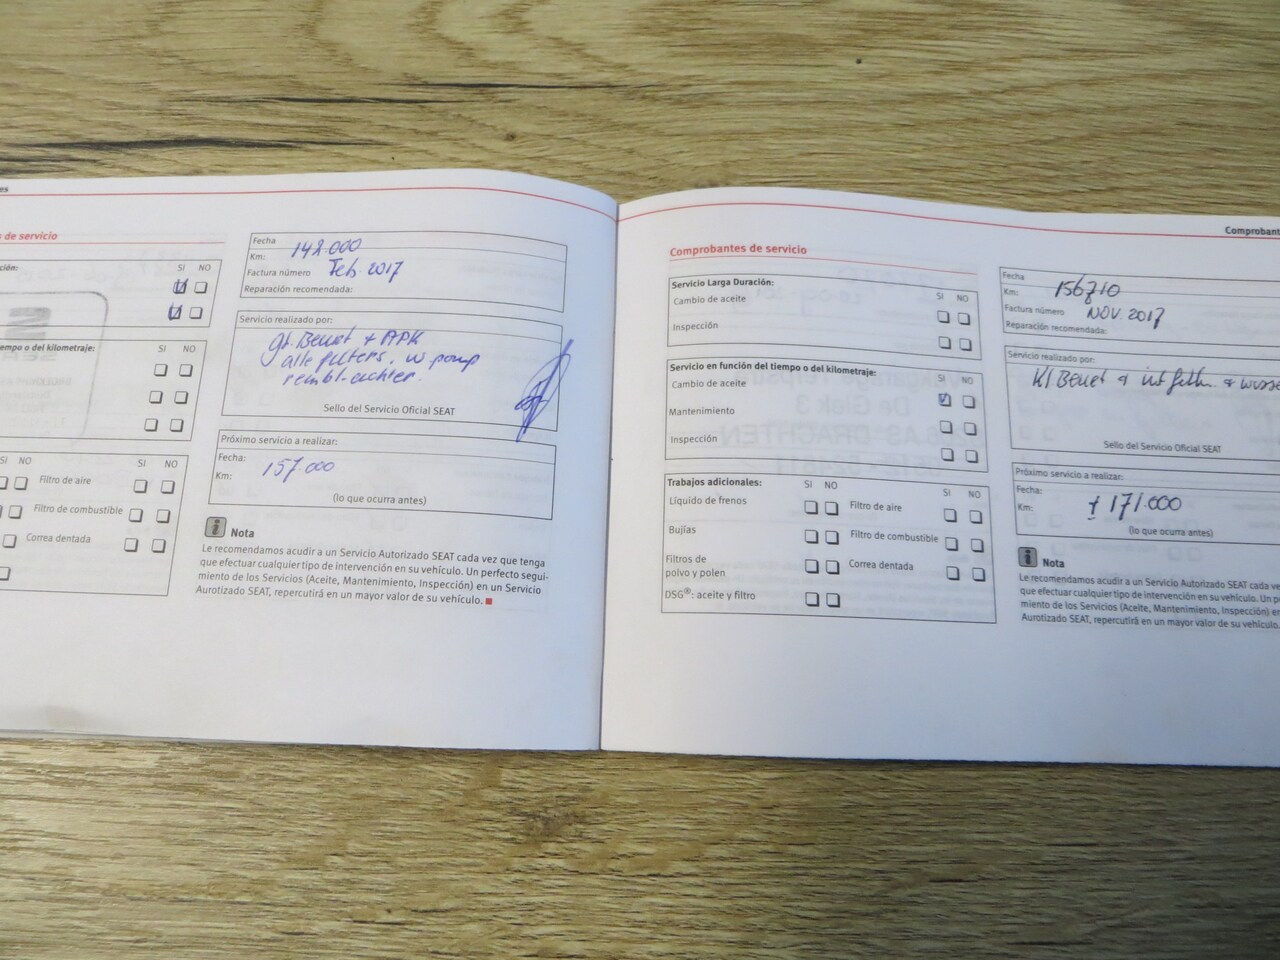 es
s de servicio
ción:
SI NO
empo o del kilometraje:
SI NO
SI NO
SI NO
Filtro de aire
Filtro de combustible
Correa dentada
Fecha
Km: 142.000
Factura número Feb. 2017
Reparación recomendada:
Servicio realizado por:
gt. Beurt + APK
alle filters. w pomp
rembl. achter.
Sello del Servicio Oficial SEAT
Próximo servicio a realizar:
Fecha:
Km: 157.000
(lo que ocurra antes)
Nota
Le recomendamos acudir a un Servicio Autorizado SEAT cada vez que tenga
que efectuar cualquier tipo de intervención en su vehículo. Un perfecto segui-
miento de los Servicios (Aceite, Mantenimiento, Inspección) en un Servicio
Aurotizado SEAT, repercutirá en un mayor valor de su vehículo.
Comprobant
Comprobantes de servicio
Servicio Larga Duración:
SI NO
Cambio de aceite
Inspección
Servicio en función del tiempo o del kilometraje:
SI NO
Cambio de aceite
Mantenimiento
Inspección
Trabajos adicionales:
SI NO
SI NO
Líquido de frenos
Filtro de aire
Bujías
Filtro de combustible
Filtros de
polvo y polen
Correa dentada
DSG®: aceite y filtro
Fecha
Km: 156710
Factura número NOV. 2017
Reparación recomendada:
Servicio realizado por:
Kl Beurt +
Sello del Servicio Oficial SEAT
Próximo servicio a realizar:
Fecha:
Km: ± 171.000
(lo que ocurra antes)
Nota
Le recomendamos acudir a un Servicio Autorizado SEAT cada ve
que efectuar cualquier tipo de intervención en su vehículo. Un pe
miento de los Servicios (Aceite, Mantenimiento, Inspección) en
Aurotizado SEAT, repercutirá en un mayor valor de su vehículo.